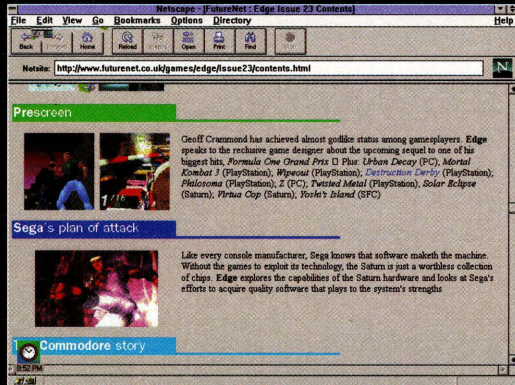 Netscape - [FutureNet : Edge Issue 23 Contents]
File Edit View Go Bookmarks Options Directory Help
Back Home Reload Open Print Find
Netsite: http://www.futurenet.co.uk/games/edge/issue23/contents.html
N
Prescreen
Geoff Crammond has achieved almost godlike status among gamesplayers. Edge
speaks to the reclusive game designer about the upcoming sequel to one of his
biggest hits, Formula One Grand Prix □ Plus: Urban Decay (PC); Mortal
Kombat 3 (PlayStation); Wipeout (PlayStation); Destruction Derby (PlayStation);
Philosoma (PlayStation); Z (PC); Twisted Metal (PlayStation), Solar Eclipse
(Saturn); Virtua Cop (Saturn); Yoshi's Island (SFC)
Sega's plan of attack
Like every console manufacturer, Sega knows that software maketh the machine.
Without the games to exploit its technology, the Saturn is just a worthless collection
of chips. Edge explores the capabilities of the Saturn hardware and looks at Sega's
efforts to acquire quality software that plays to the system's strengths
Commodore story
8:52 PM